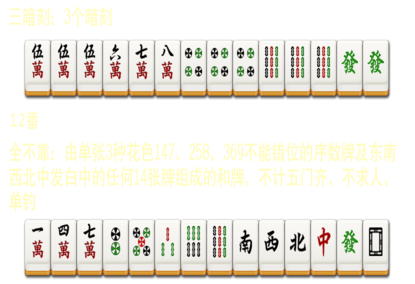 三暗刻：3个暗刻
伍萬 伍萬 伍萬 六萬 七萬 八萬 發 發
12番
全不靠：由单张3种花色147、258、369不能错位的序数牌及东南
西北中发白中的任何14张牌组成的和牌。不计五门齐、不求人、
单钓
一萬 四萬 七萬 南 西 北 中 發